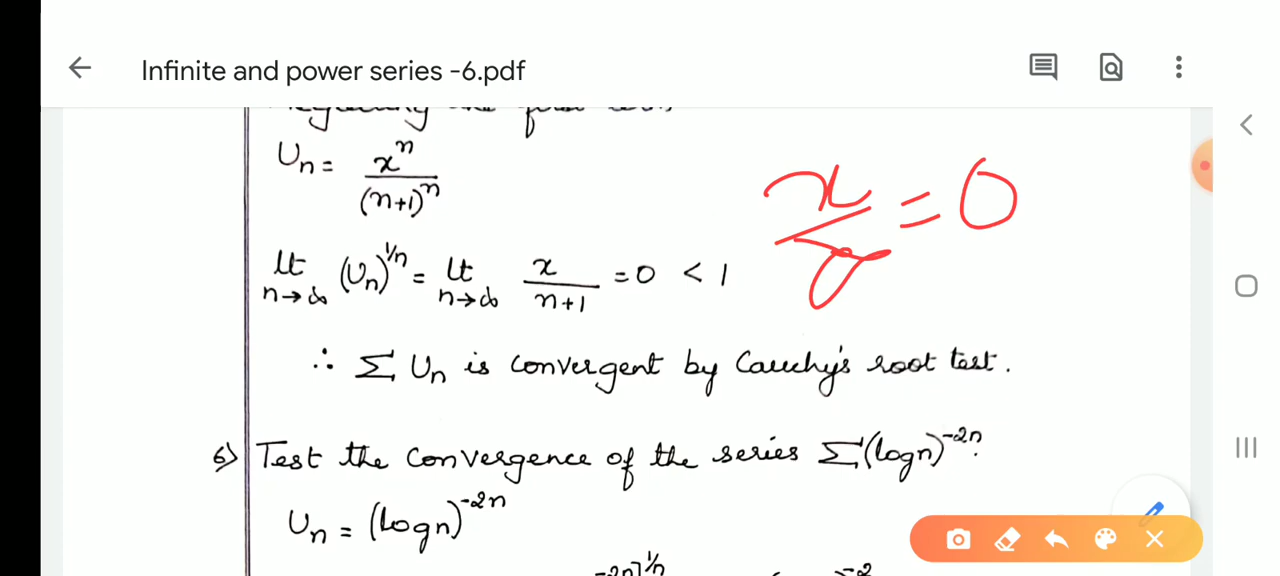 Infinite and power series -6.pdf
Un = x^n / (n+1)^n
x/∞ = 0
lt n→∞ (Un)^1/n = lt n→∞ x / n+1 = 0 < 1
∴ Σ Un is convergent by Cauchy's root test.
6) Test the convergence of the series Σ(log n)^-2n.
Un = (log n)^-2n